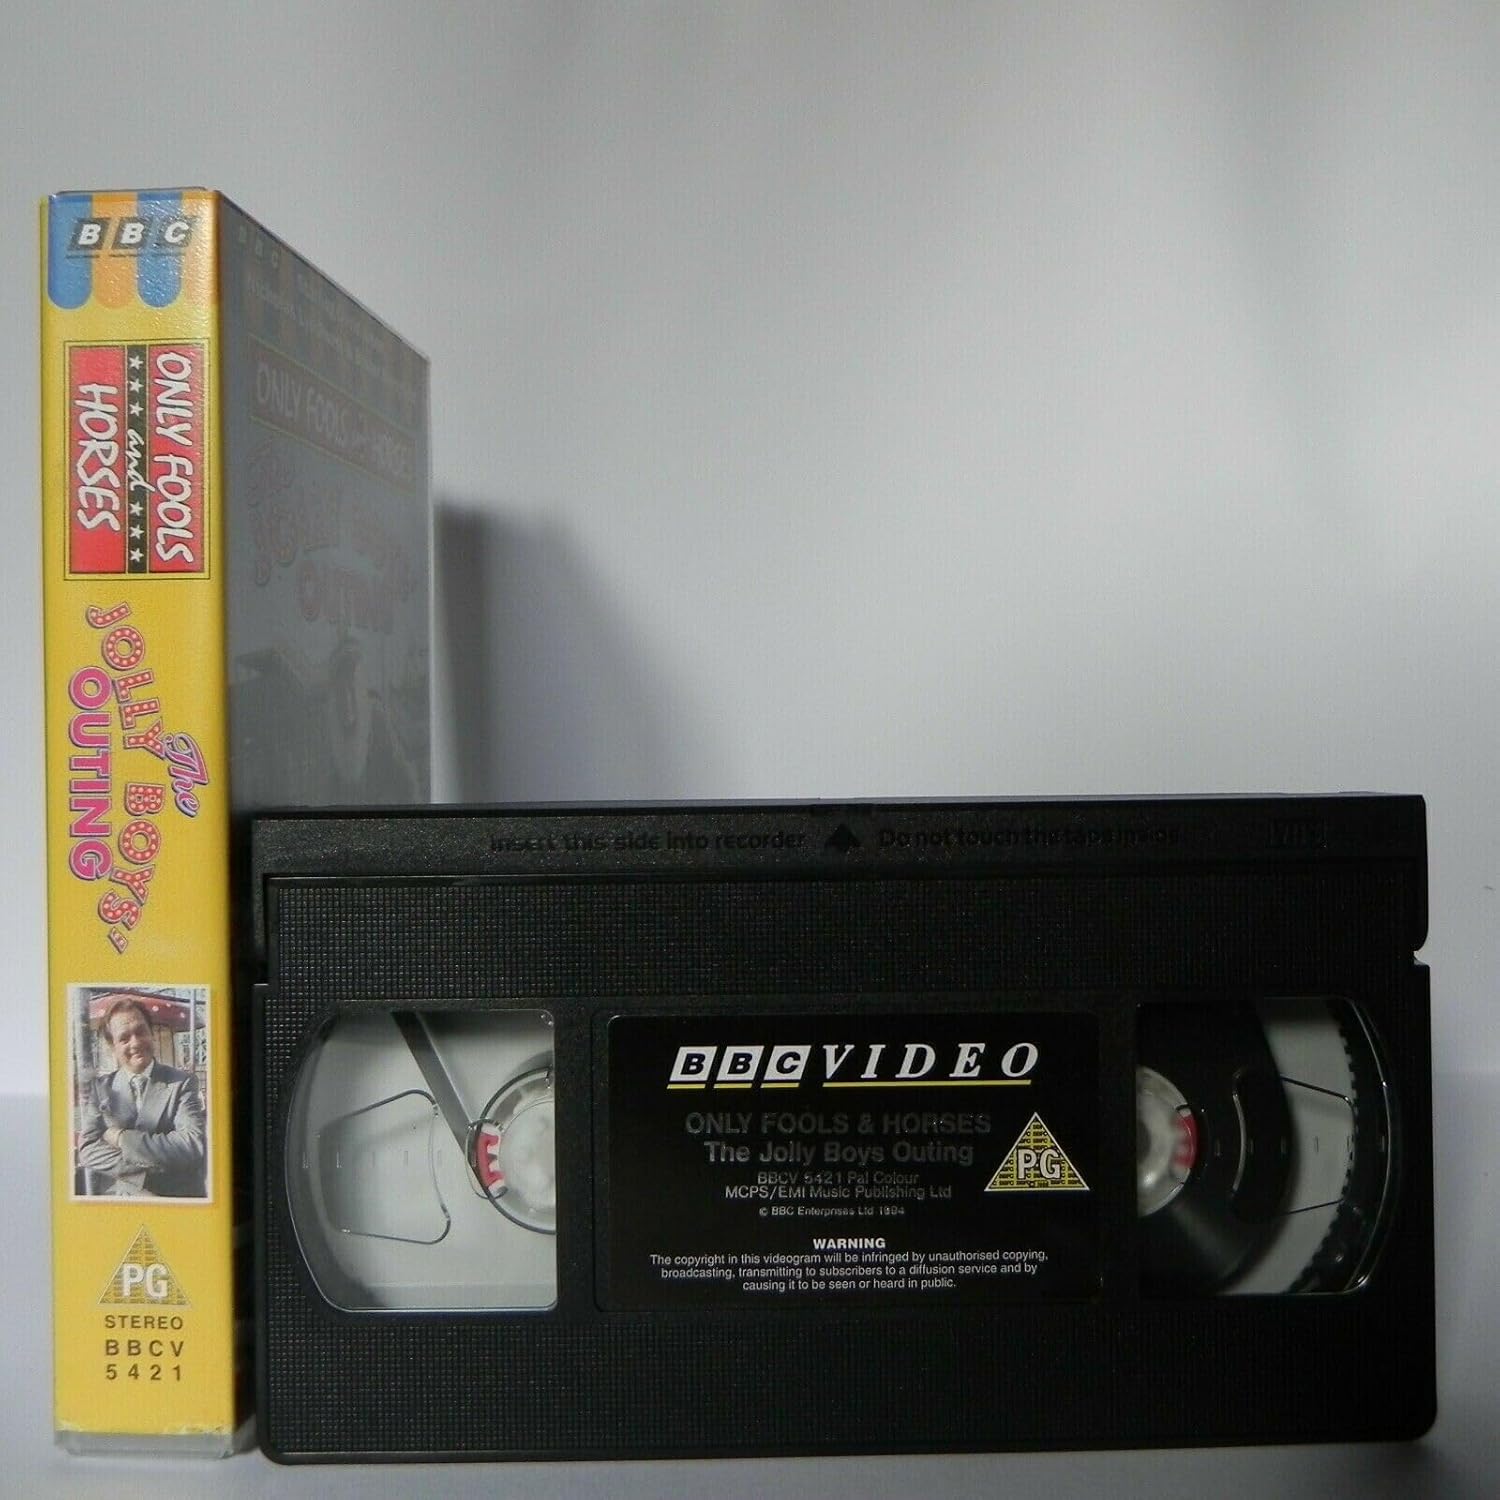 BBC
ONLY FOOLS
and
HORSES
The
JOLLY BOYS'
OUTING
PG
STEREO
BBCV
5421
BBC
ONLY FOOLS and HORSES
OUTING
Insert this side into recorder
Do not touch the tape inside
VHS
BBC VIDEO
ONLY FOOLS & HORSES
The Jolly Boys Outing
BBCV 5421 Pal Colour
MCPS/EMI Music Publishing Ltd
© BBC Enterprises Ltd 1994
PG
WARNING
The copyright in this videogram will be infringed by unauthorised copying,
broadcasting, transmitting to subscribers to a diffusion service and by
causing it to be seen or heard in public.